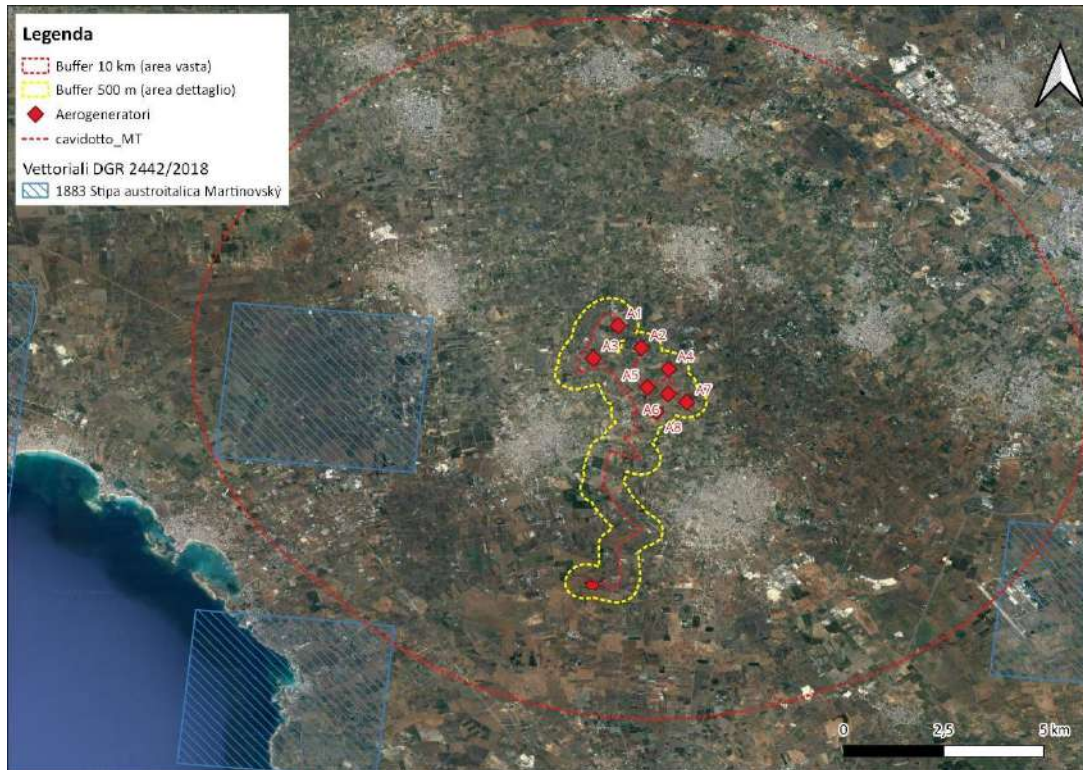 Legenda
Buffer 10 km (area vasta)
Buffer 500 m (area dettaglio)
Aerogeneratori
cavidotto_MT
Vettoriali DGR 2442/2018
1883 Stipa austroitalica Martinovský
A1
A2
A3
A4
A5
A6
A7
A8
0 2,5 5 km